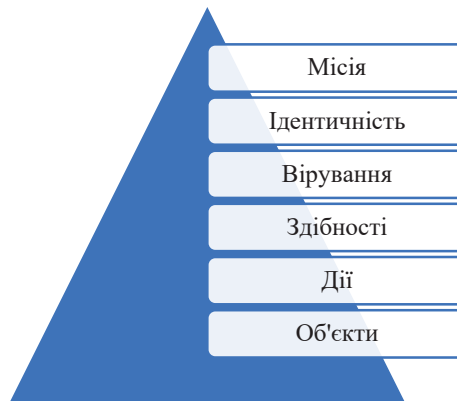 Місія
Ідентичність
Вірування
Здібності
Дії
Об'єкти